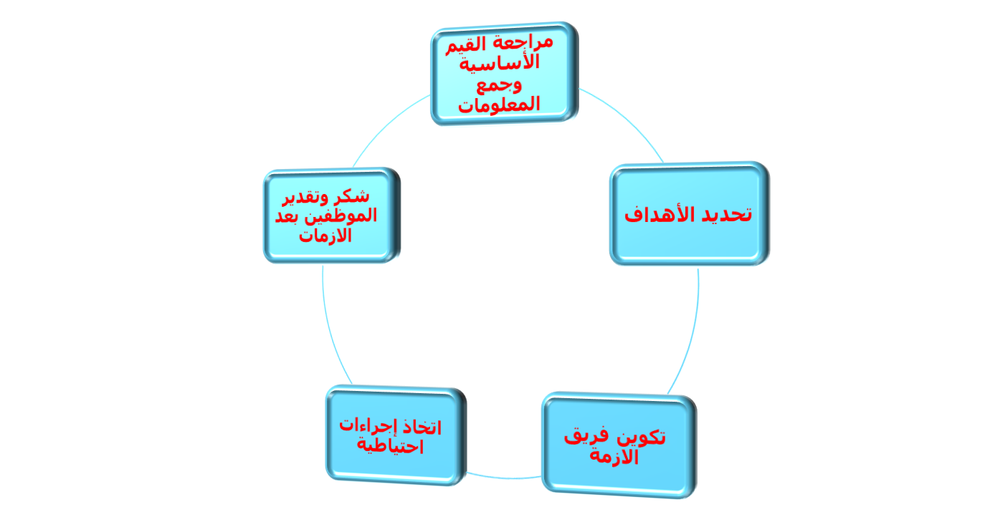 مراجعة القيم
الأساسية
وجمع
المعلومات
تحديد الأهداف
تكوين فريق
الازمة
اتخاذ إجراءات
احتياطية
شكر وتقدير
الموظفين بعد
الازمات